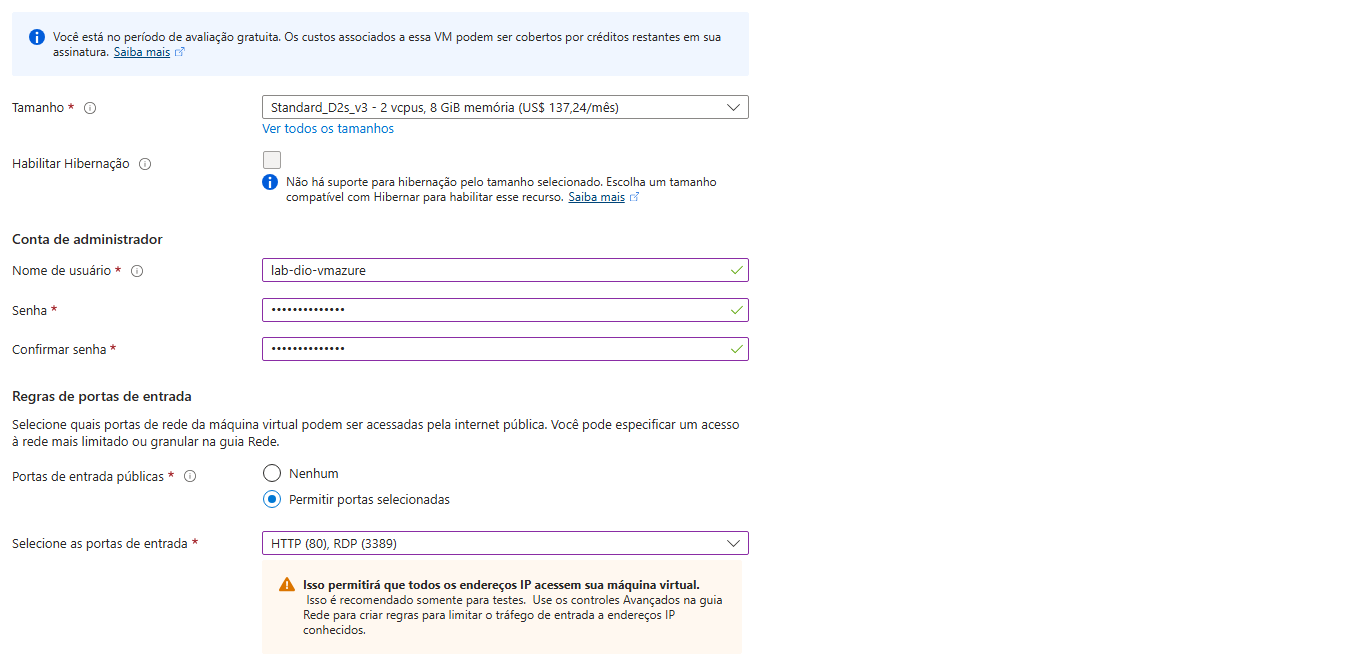 Você está no período de avaliação gratuita. Os custos associados a essa VM podem ser cobertos por créditos restantes em sua
assinatura. Saiba mais
Tamanho *
Standard_D2s_v3 - 2 vcpus, 8 GiB memória (US$ 137,24/mês)
Ver todos os tamanhos
Habilitar Hibernação
Não há suporte para hibernação pelo tamanho selecionado. Escolha um tamanho
compatível com Hibernar para habilitar esse recurso. Saiba mais
Conta de administrador
Nome de usuário *
lab-dio-vmazure
Senha *
••••••••••••••
Confirmar senha *
••••••••••••••
Regras de portas de entrada
Selecione quais portas de rede da máquina virtual podem ser acessadas pela internet pública. Você pode especificar um acesso
à rede mais limitado ou granular na guia Rede.
Portas de entrada públicas *
Nenhum
Permitir portas selecionadas
Selecione as portas de entrada *
HTTP (80), RDP (3389)
Isso permitirá que todos os endereços IP acessem sua máquina virtual.
Isso é recomendado somente para testes. Use os controles Avançados na guia
Rede para criar regras para limitar o tráfego de entrada a endereços IP
conhecidos.